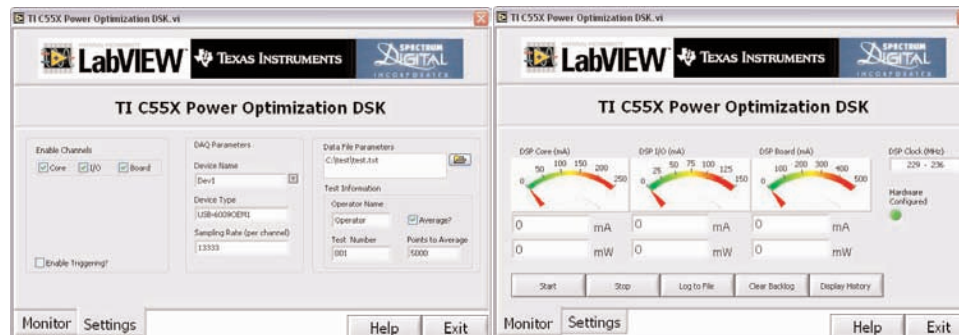 TI C55X Power Optimization DSK.vi
LabVIEW
TEXAS INSTRUMENTS
SPECTRUM
DIGITAL
INCORPORATED
TI C55X Power Optimization DSK
Enable Channels
Core I/O Board
Enable Triggering?
DAQ Parameters
Device Name
Dev1
Device Type
USB-6009OEM1
Sampling Rate (per channel)
13333
Data File Parameters
C:\test\test.txt
Test Information
Operator Name
Operator
Average?
Test Number
Points to Average
001
5000
Monitor Settings
Help Exit
TI C55X Power Optimization DSK.vi
LabVIEW
TEXAS INSTRUMENTS
SPECTRUM
DIGITAL
INCORPORATED
TI C55X Power Optimization DSK
DSP Core (mA)
0 50 100 150 200 250
0 mA
0 mW
DSP I/O (mA)
0 25 50 75 100 125 150
0 mA
0 mW
DSP Board (mA)
0 100 200 300 400 500
0 mA
0 mW
DSP Clock (MHz)
229 - 236
Hardware
Configured
Start Stop Log to File Clear Backlog Display History
Monitor Settings
Help Exit